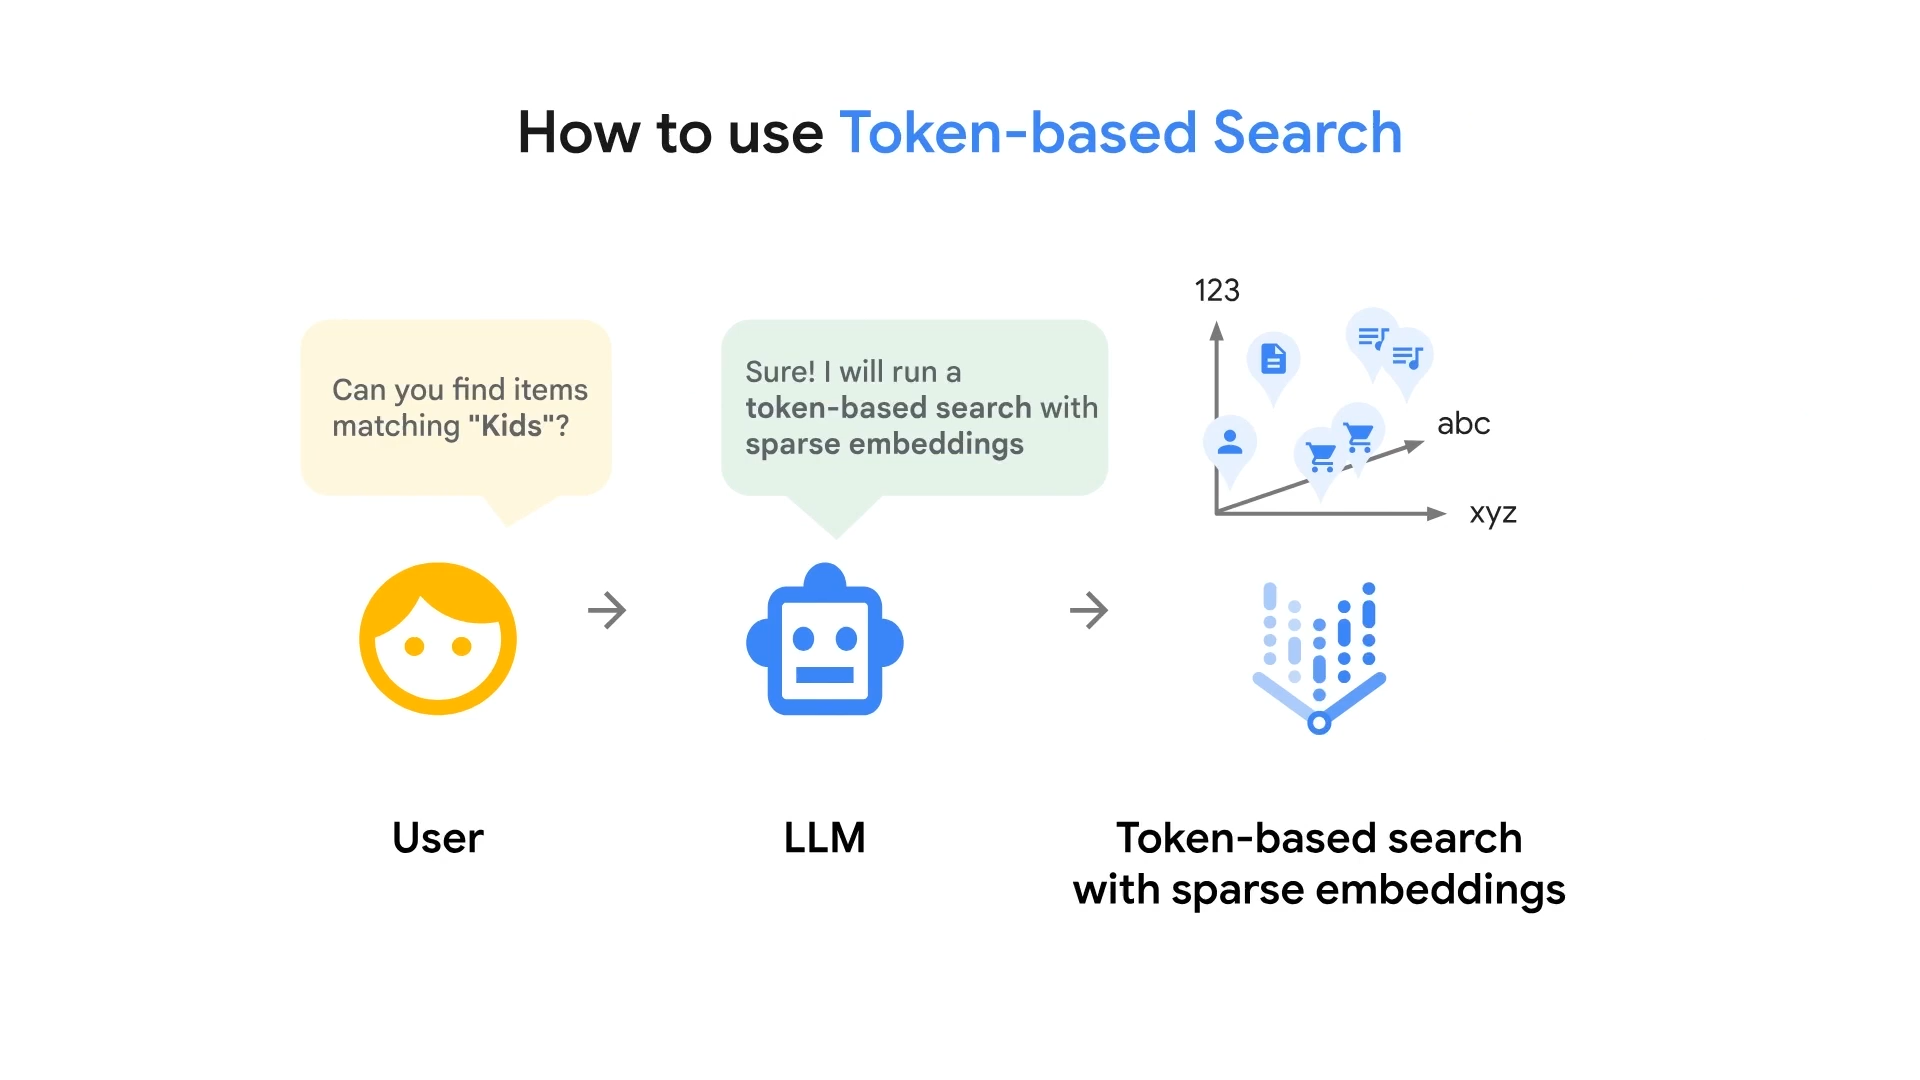 How to use Token-based Search
Can you find items
matching "Kids"?
Sure! I will run a
token-based search with
sparse embeddings
123
abc
xyz
User
LLM
Token-based search
with sparse embeddings